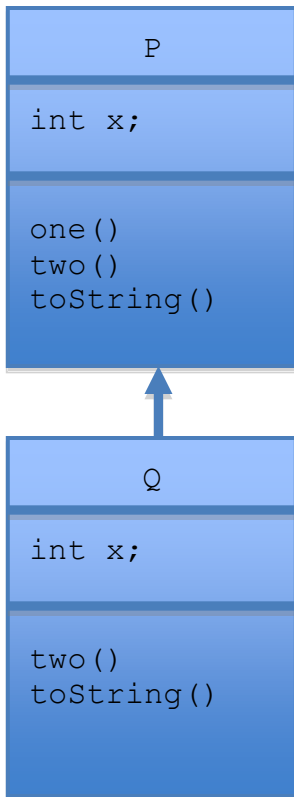 P
int x;
one()
two()
toString()
Q
int x;
two()
toString()